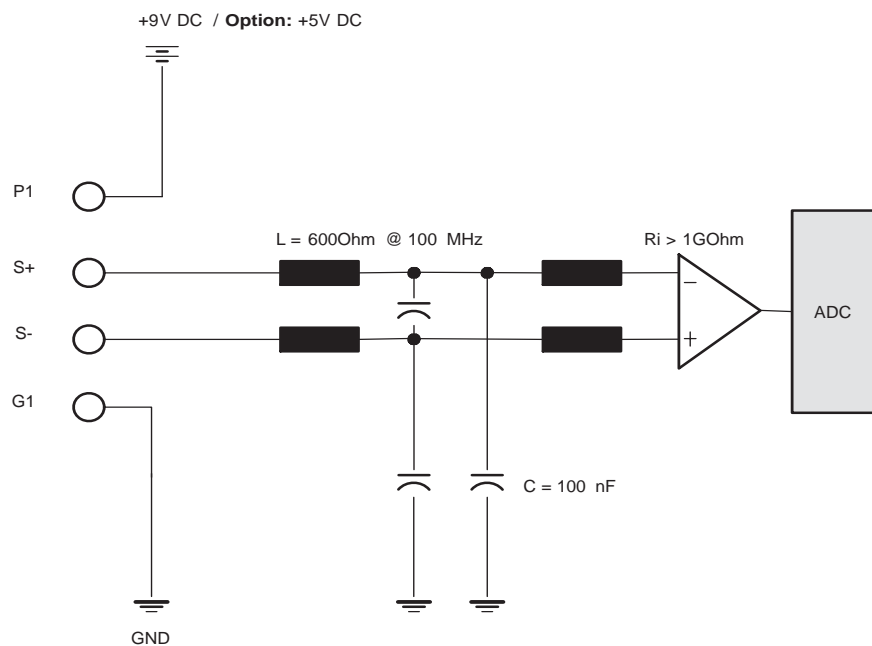 +9V DC / Option: +5V DC
P1
L = 600Ohm @ 100 MHz
Ri > 1GOhm
S+
−
ADC
S-
+
G1
C = 100 nF
GND